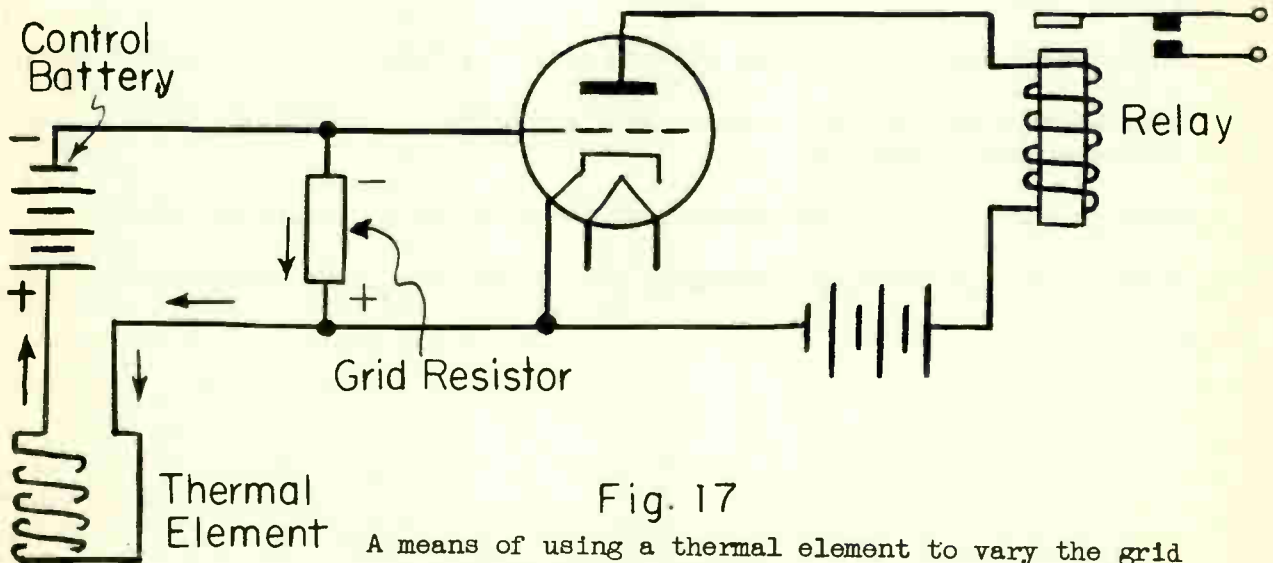 Control
Battery
-
+
-
+
Grid Resistor
Relay
Thermal
Element
Fig. 17
A means of using a thermal element to vary the grid